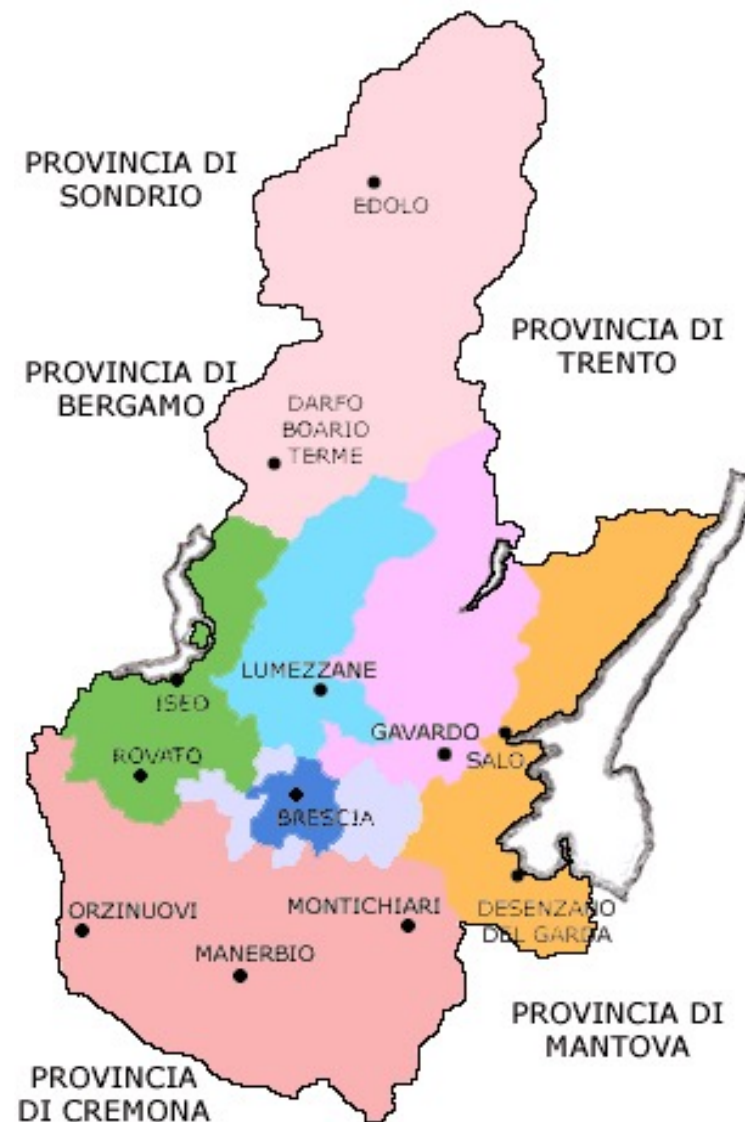 PROVINCIA DI
SONDRIO
EDOLO
PROVINCIA DI
TRENTO
PROVINCIA DI
BERGAMO
DARFO
BOARIO
TERME
LUMEZZANE
ISEO
GAVARDO
SALO
ROVATO
BRESCIA
ORZINUOVI
MONTICHIARI
DESENZANO
DEL GARDA
MANERBIO
PROVINCIA DI
MANTOVA
PROVINCIA
DI CREMONA